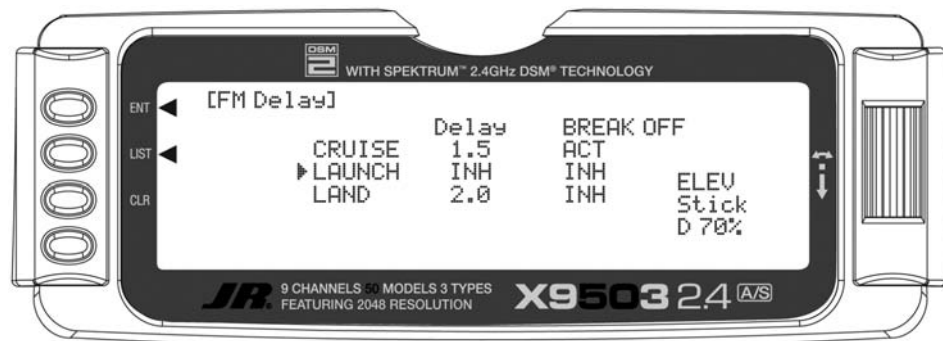 DSM
2 WITH SPEKTRUM™ 2.4GHz DSM® TECHNOLOGY
ENT
LIST
CLR
[FM Delay]
Delay BREAK OFF
CRUISE 1.5 ACT
LAUNCH INH INH
LAND 2.0 INH
ELEV
Stick
D 70%
JR. 9 CHANNELS 50 MODELS 3 TYPES
FEATURING 2048 RESOLUTION
X9503 2.4 A/S